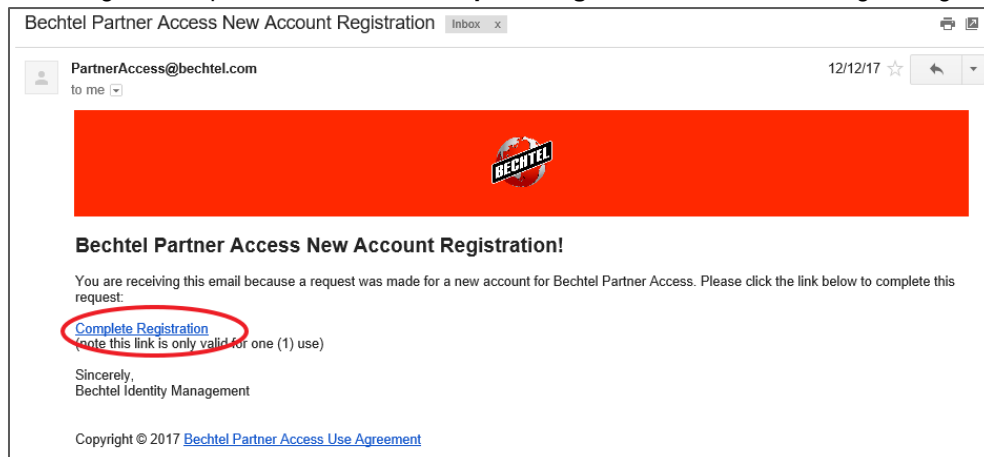 Bechtel Partner Access New Account Registration Inbox x
PartnerAccess@bechtel.com 12/12/17
to me
BECHTEL
Bechtel Partner Access New Account Registration!
You are receiving this email because a request was made for a new account for Bechtel Partner Access. Please click the link below to complete this
request:
Complete Registration
(note this link is only valid for one (1) use)
Sincerely,
Bechtel Identity Management
Copyright © 2017 Bechtel Partner Access Use Agreement